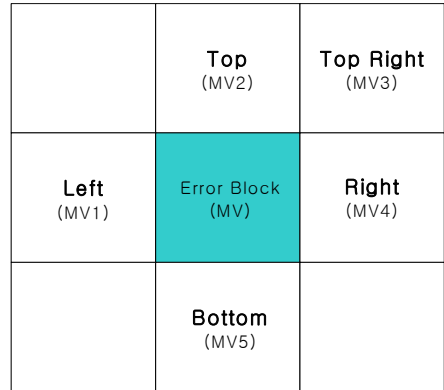 Top
(MV2)
Top Right
(MV3)
Left
(MV1)
Error Block
(MV)
Right
(MV4)
Bottom
(MV5)